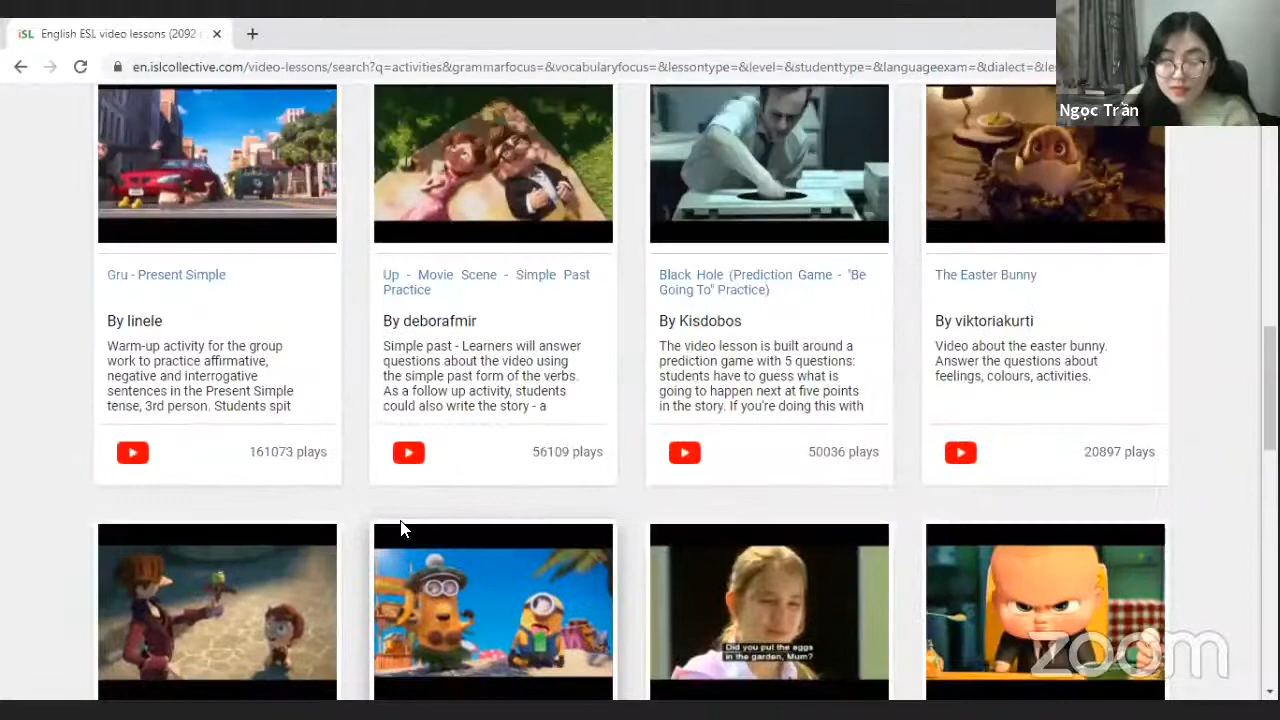 iSL English ESL video lessons (2092
en.islcollective.com/video-lessons/search?q=activities&grammarfocus=&vocabularyfocus=&lessontype=&level=&studenttype=&languageexam=&dialect=&les
Ngọc Trần
Gru - Present Simple
By linele
Warm-up activity for the group
work to practice affirmative,
negative and interrogative
sentences in the Present Simple
tense, 3rd person. Students spit
161073 plays
Up - Movie Scene - Simple Past
Practice
By deborafmir
Simple past - Learners will answer
questions about the video using
the simple past form of the verbs.
As a follow up activity, students
could also write the story - a
56109 plays
Black Hole (Prediction Game - "Be
Going To" Practice)
By Kisdobos
The video lesson is built around a
prediction game with 5 questions:
students have to guess what is
going to happen next at five points
in the story. If you're doing this with
50036 plays
The Easter Bunny
By viktoriakurti
Video about the easter bunny.
Answer the questions about
feelings, colours, activities.
20897 plays
Did you put the eggs
in the garden, Mum?
zoom